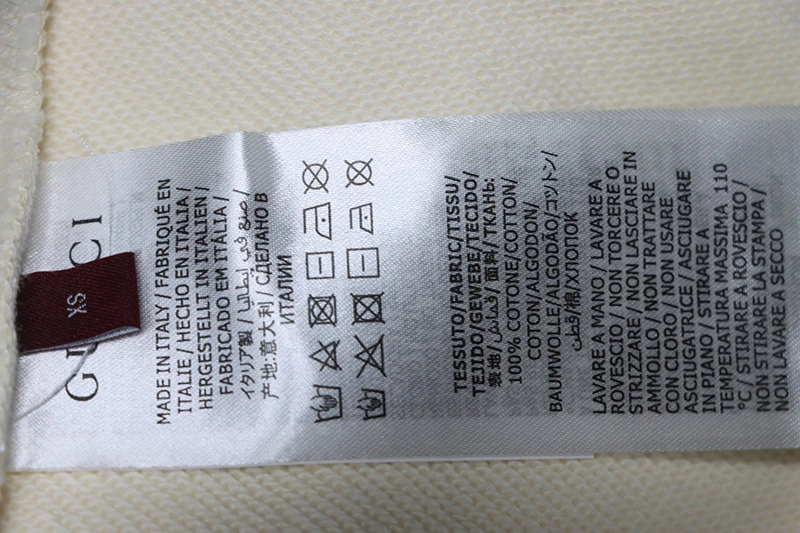 GUCCI
XS
MADE IN ITALY / FABRIQUÉ EN
ITALIE / HECHO EN ITALIA /
HERGESTELLT IN ITALIEN /
FABRICADO EM ITÁLIA /
صنع في إيطاليا /
イタリア製 /
产地:意大利 / СДЕЛАНО В
ИТАЛИИ
TESSUTO/FABRIC/TISSU/
TEJIDO/GEWEBE/TECIDO/
表地 / قماش / 面料 / ТКАНЬ:
100% COTONE/COTTON/
COTON/ALGODON/
BAUMWOLLE/ALGODÃO/コットン/
قطن/棉/ХЛОПОК
LAVARE A MANO / LAVARE A
ROVESCIO / NON TORCERE O
STRIZZARE / NON LASCIARE IN
AMMOLLO / NON TRATTARE
CON CLORO / NON USARE
ASCIUGATRICE / ASCIUGARE
IN PIANO / STIRARE A
TEMPERATURA MASSIMA 110
°C / STIRARE A ROVESCIO /
NON STIRARE LA STAMPA /
NON LAVARE A SECCO